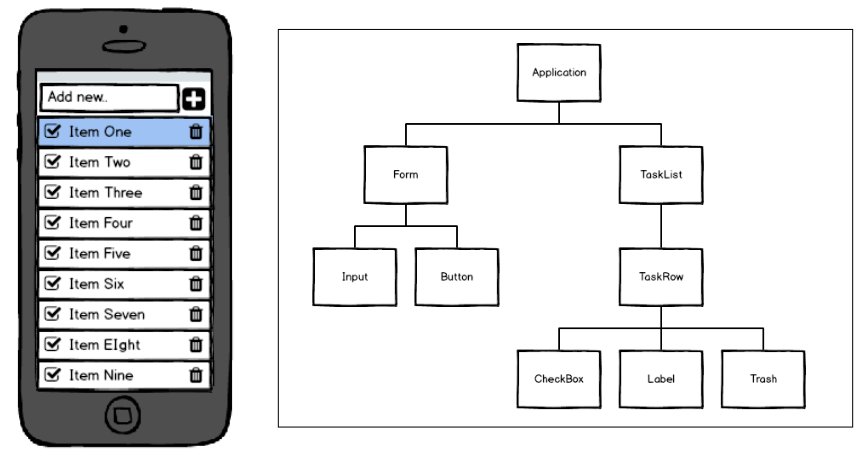 Add new..
Item One
Item Two
Item Three
Item Four
Item Five
Item Six
Item Seven
Item EIght
Item Nine
Application
Form
TaskList
Input
Button
TaskRow
CheckBox
Label
Trash